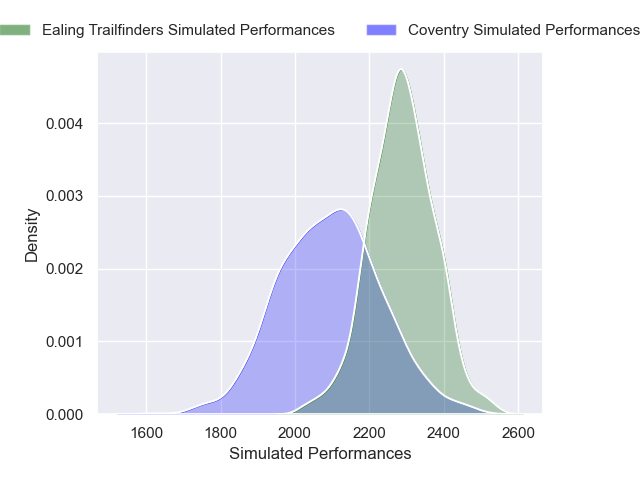 Ealing Trailfinders Simulated Performances Coventry Simulated Performances
0.004
0.003
0.002
0.001
0.000
Density
1600 1800 2000 2200 2400 2600
Simulated Performances